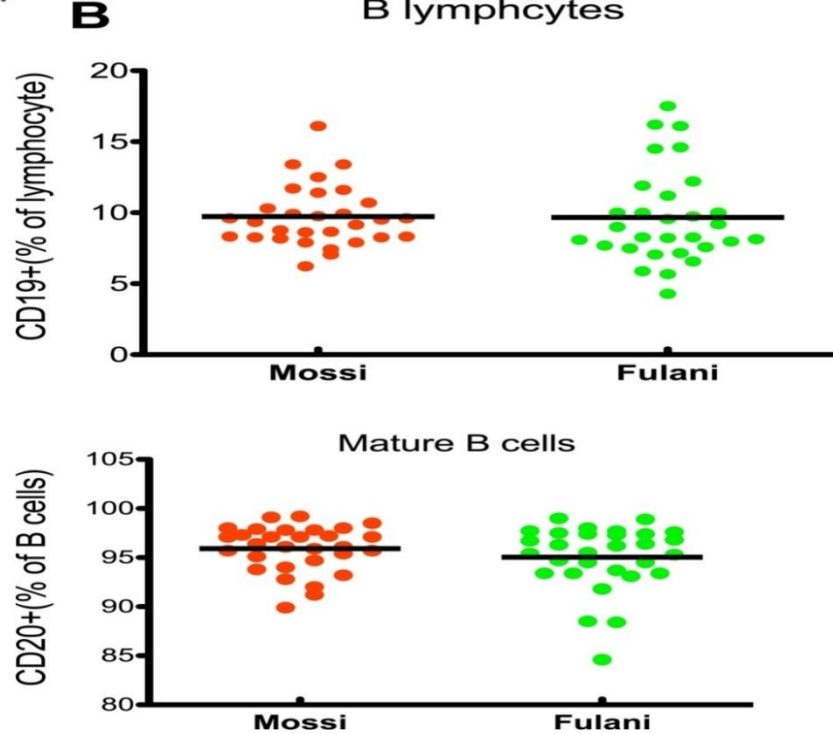 B
B lymphcytes
CD19+(% of lymphocyte)
20
15
10
5
0
Mossi Fulani
Mature B cells
CD20+(% of B cells)
105
100
95
90
85
80
Mossi Fulani